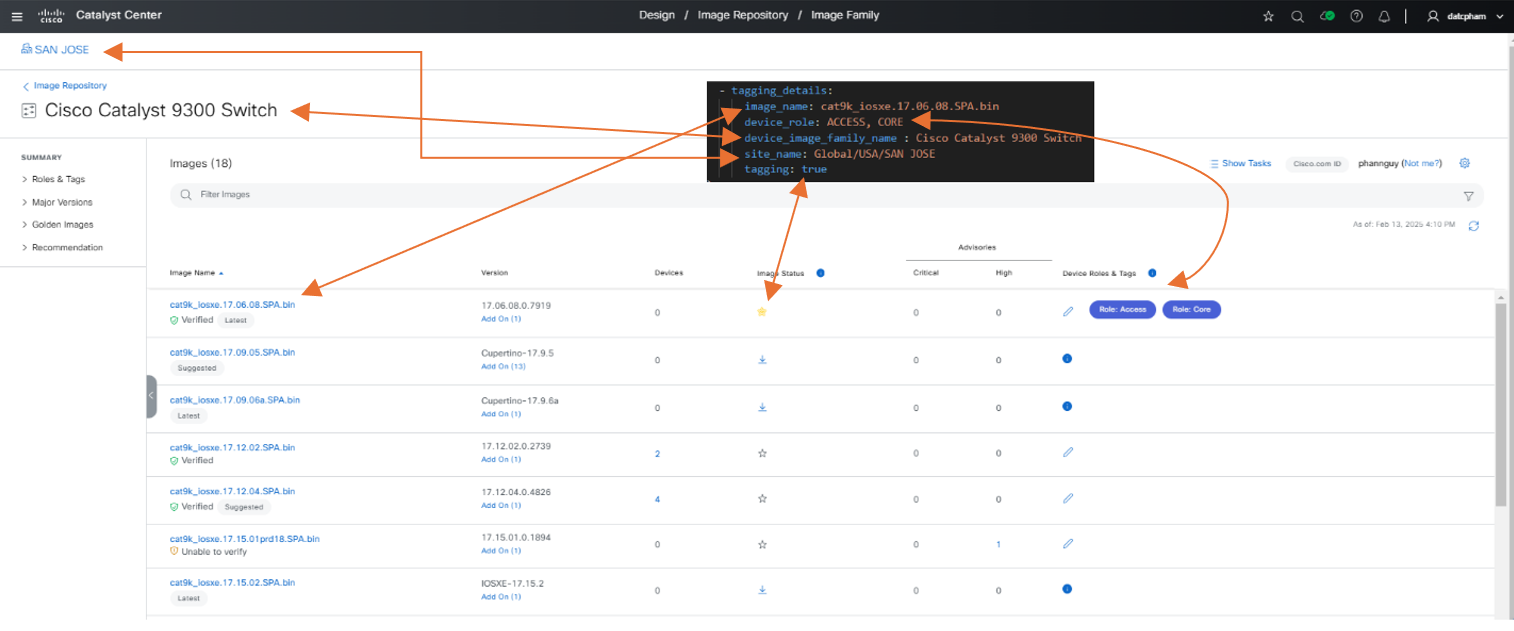 CISCO Catalyst Center Design / Image Repository / Image Family datcpham
SAN JOSE
Image Repository
Cisco Catalyst 9300 Switch
- tagging_details:
image_name: cat9k_iosxe.17.06.08.SPA.bin
device_role: ACCESS, CORE
device_image_family_name : Cisco Catalyst 9300 Switch
site_name: Global/USA/SAN JOSE
tagging: true
SUMMARY
Roles & Tags
Major Versions
Golden Images
Recommendation
Images (18)
Show Tasks Cisco.com ID phannguy (Not me?)
Filter Images
As of: Feb 13, 2025 4:10 PM
Advisories
Image Name Version Devices Image Status Critical High Device Roles & Tags
cat9k_iosxe.17.06.08.SPA.bin 17.06.08.0.7919 0 0 0 Role: Access Role: Core
Verified Latest Add On (1)
cat9k_iosxe.17.09.05.SPA.bin Cupertino-17.9.5 0 0 0
Suggested Add On (13)
cat9k_iosxe.17.09.06a.SPA.bin Cupertino-17.9.6a 0 0 0
Latest Add On (1)
cat9k_iosxe.17.12.02.SPA.bin 17.12.02.0.2739 2 0 0
Verified Add On (1)
cat9k_iosxe.17.12.04.SPA.bin 17.12.04.0.4826 4 0 0
Verified Suggested Add On (1)
cat9k_iosxe.17.15.01prd18.SPA.bin 17.15.01.0.1894 0 0 1
Unable to verify Add On (1)
cat9k_iosxe.17.15.02.SPA.bin IOSXE-17.15.2 0 0 0
Latest Add On (1)